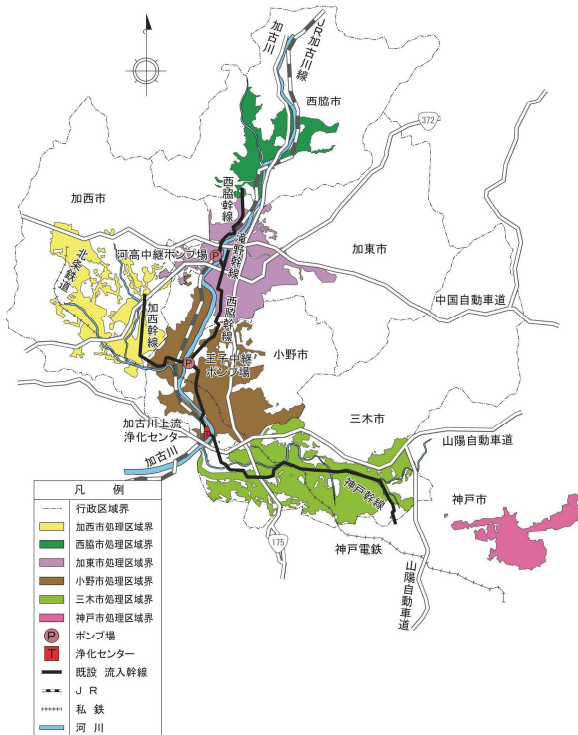 加古川
JR加古川線
西脇市
372
加西市
西脇幹線
河高中継ポンプ場
P
滝野幹線
加東市
北条鉄道
中国自動車道
加西幹線
西脇幹線
小野市
P
王子中継
ポンプ場
三木市
加古川上流
浄化センター
T
山陽自動車道
加古川
神戸幹線
神戸市
175
神戸電鉄
山陽自動車道
凡 例
行政区域界
加西市処理区域界
西脇市処理区域界
加東市処理区域界
小野市処理区域界
三木市処理区域界
神戸市処理区域界
P ポンプ場
T 浄化センター
既設 流入幹線
J R
私 鉄
河 川